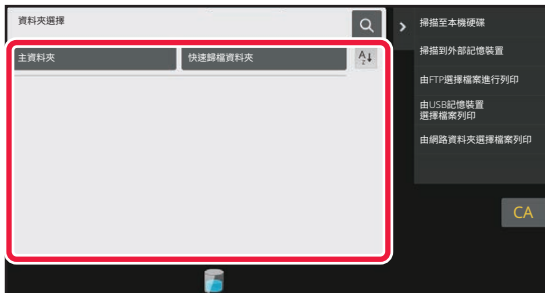 資料夾選擇
主資料夾
快速歸檔資料夾
掃描至本機硬碟
掃描到外部記憶裝置
由FTP選擇檔案進行列印
由USB記憶裝置
選擇檔案列印
由網路資料夾選擇檔案列印
CA